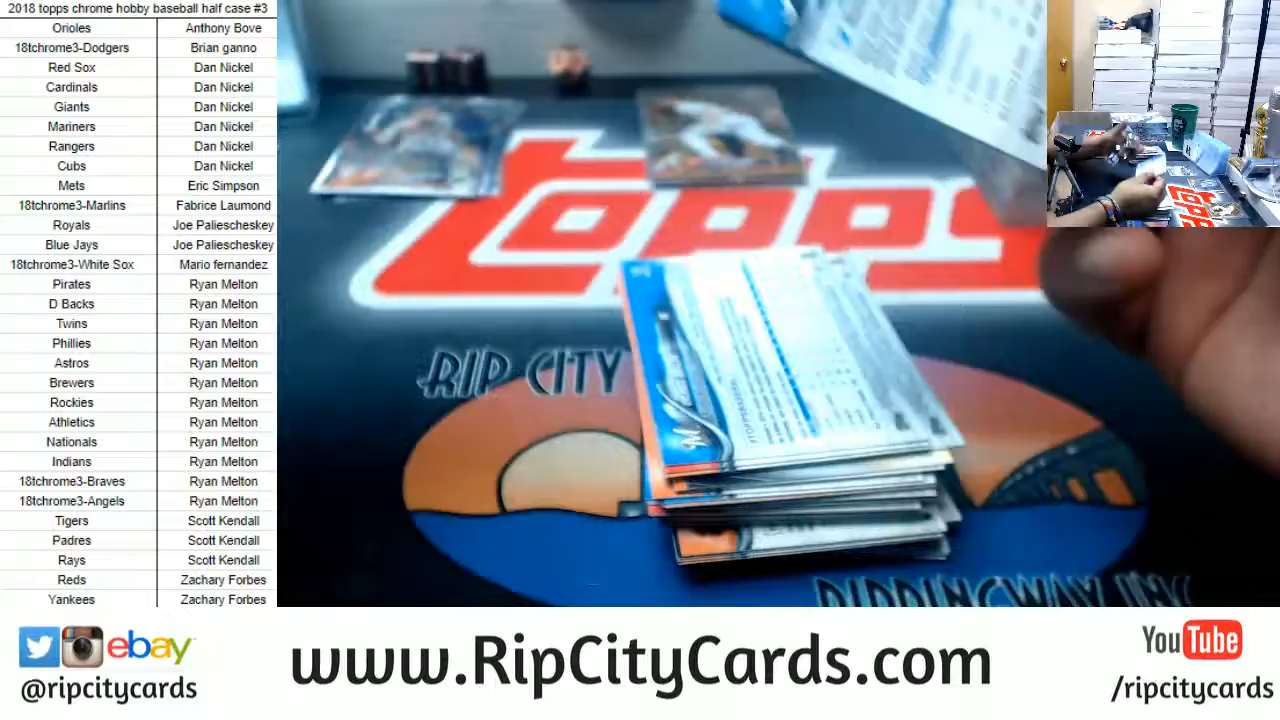 2018 topps chrome hobby baseball half case #3
Orioles Anthony Bove
18tchrome3-Dodgers Brian ganno
Red Sox Dan Nickel
Cardinals Dan Nickel
Giants Dan Nickel
Mariners Dan Nickel
Rangers Dan Nickel
Cubs Dan Nickel
Mets Eric Simpson
18tchrome3-Marlins Fabrice Laumond
Royals Joe Paliescheskey
Blue Jays Joe Paliescheskey
18tchrome3-White Sox Mario fernandez
Pirates Ryan Melton
D Backs Ryan Melton
Twins Ryan Melton
Phillies Ryan Melton
Astros Ryan Melton
Brewers Ryan Melton
Rockies Ryan Melton
Athletics Ryan Melton
Nationals Ryan Melton
Indians Ryan Melton
18tchrome3-Braves Ryan Melton
18tchrome3-Angels Ryan Melton
Tigers Scott Kendall
Padres Scott Kendall
Rays Scott Kendall
Reds Zachary Forbes
Yankees Zachary Forbes
Topps
RIP CITY
RIPPINGWAX INC
ebay
@ripcitycards
www.RipCityCards.com
YouTube
/ripcitycards